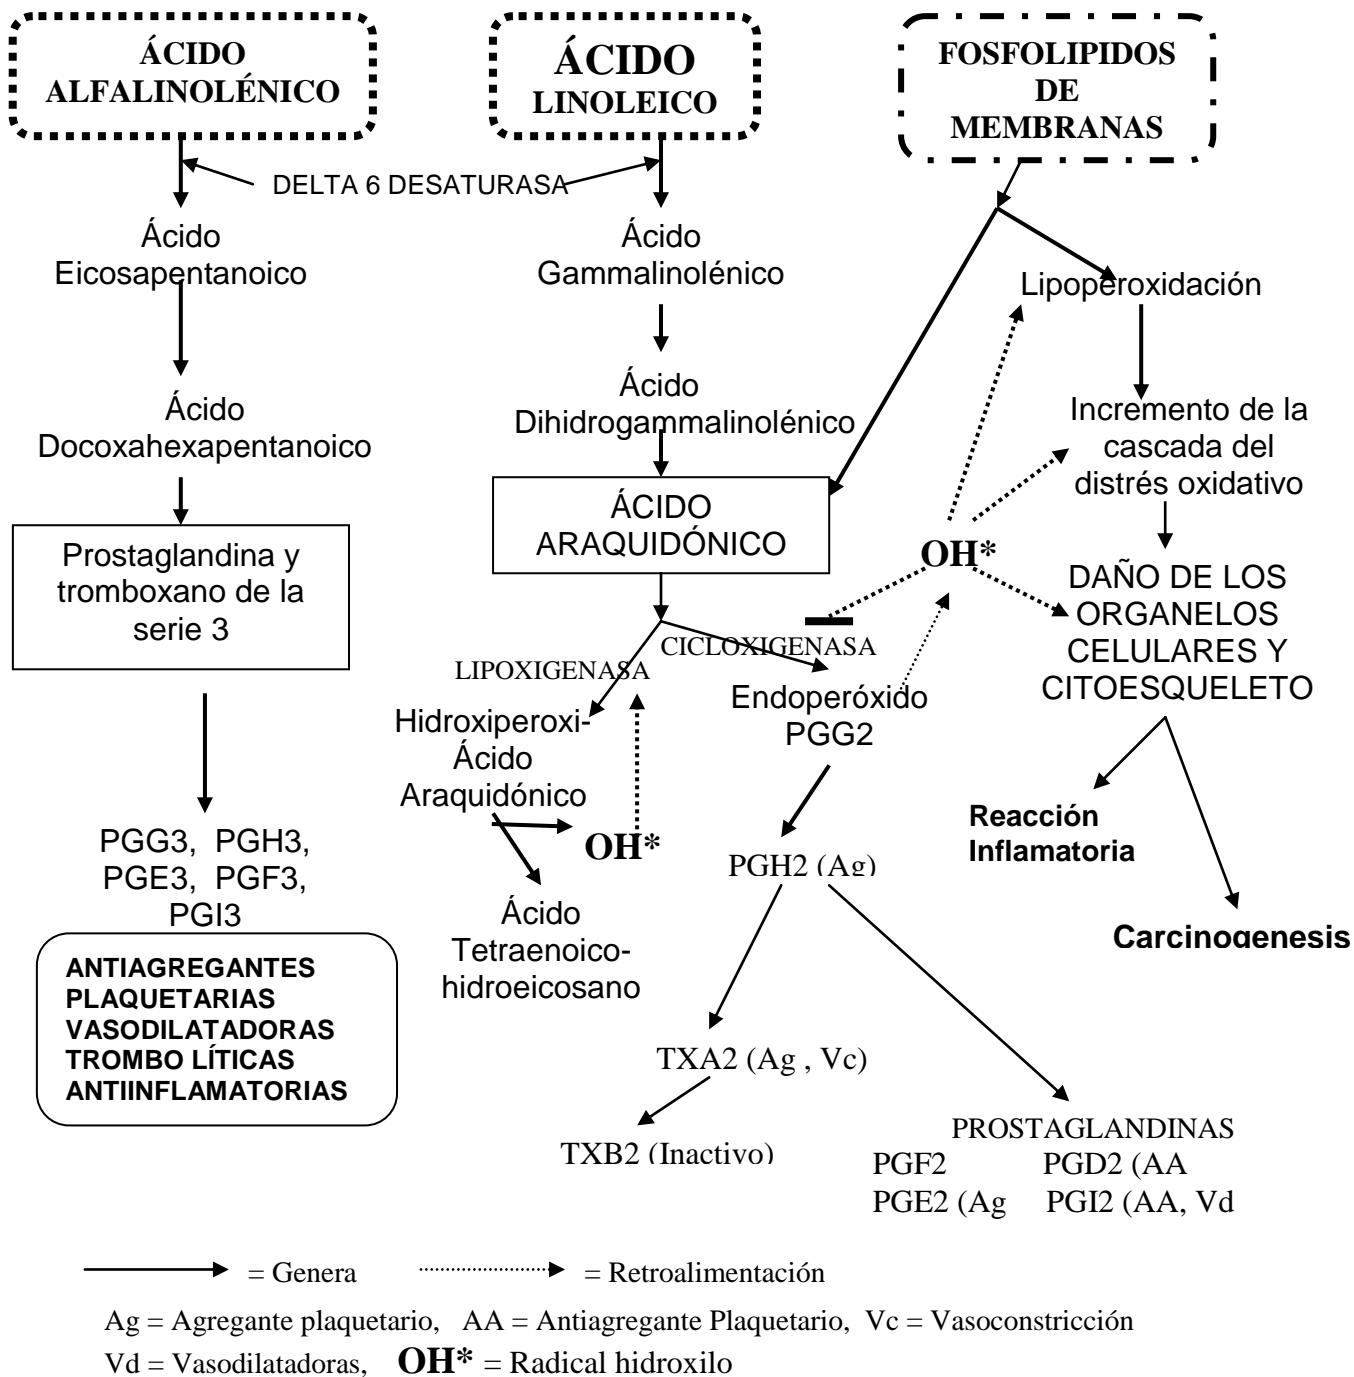 ÁCIDO
ALFALINOLÉNICO
ÁCIDO
LINOLEICO
FOSFOLIPIDOS
DE
MEMBRANAS
DELTA 6 DESATURASA
Ácido
Eicosapentanoico
Ácido
Gammalinolénico
Lipoperoxidación
Ácido
Docoxahexapentanoico
Ácido
Dihidrogammalinolénico
Incremento de la
cascada del
distrés oxidativo
ÁCIDO
ARAQUIDÓNICO
Prostaglandina y
tromboxano de la
serie 3
OH*
DAÑO DE LOS
ORGANELOS
CELULARES Y
CITOESQUELETO
CICLOXIGENASA
LIPOXIGENASA
Hidroxiperoxi-
Ácido
Araquidónico
Endoperóxido
PGG2
OH*
Reacción
Inflamatoria
PGG3, PGH3,
PGE3, PGF3,
PGI3
PGH2 (Ag)
Ácido
Tetraenoico-
hidroeicosano
Carcinogenesis
ANTIAGREGANTES
PLAQUETARIAS
VASODILATADORAS
TROMBO LÍTICAS
ANTIINFLAMATORIAS
TXA2 (Ag , Vc)
TXB2 (Inactivo)
PROSTAGLANDINAS
PGF2 PGD2 (AA
PGE2 (Ag PGI2 (AA, Vd
= Genera = Retroalimentación
Ag = Agregante plaquetario, AA = Antiagregante Plaquetario, Vc = Vasoconstricción
Vd = Vasodilatadoras, OH* = Radical hidroxilo